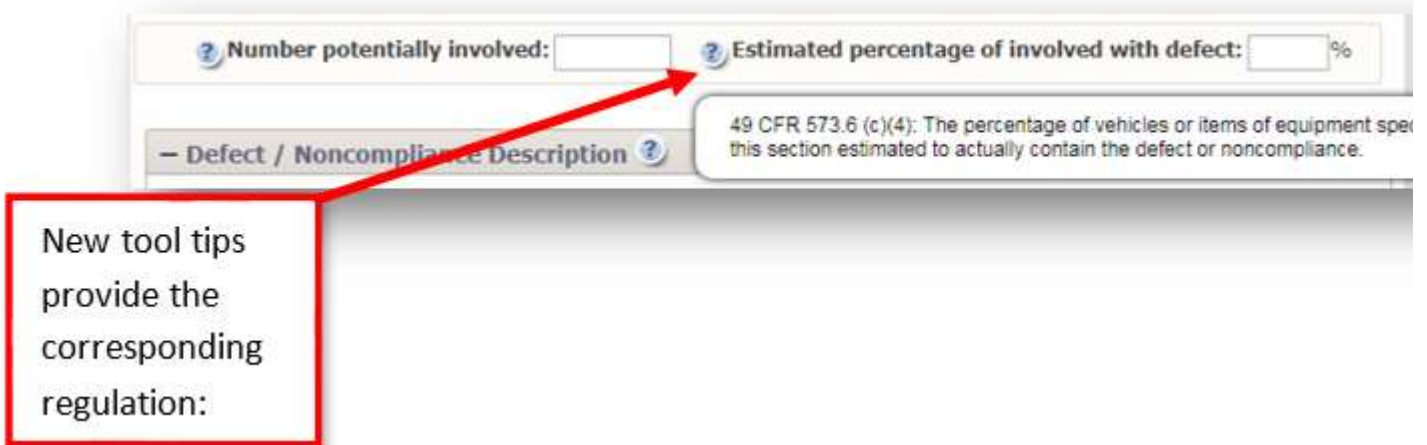 Number potentially involved:
Estimated percentage of involved with defect: %
49 CFR 573.6 (c)(4): The percentage of vehicles or items of equipment
this section estimated to actually contain the defect or noncompliance.
– Defect / Noncompliance Description
New tool tips
provide the
corresponding
regulation: